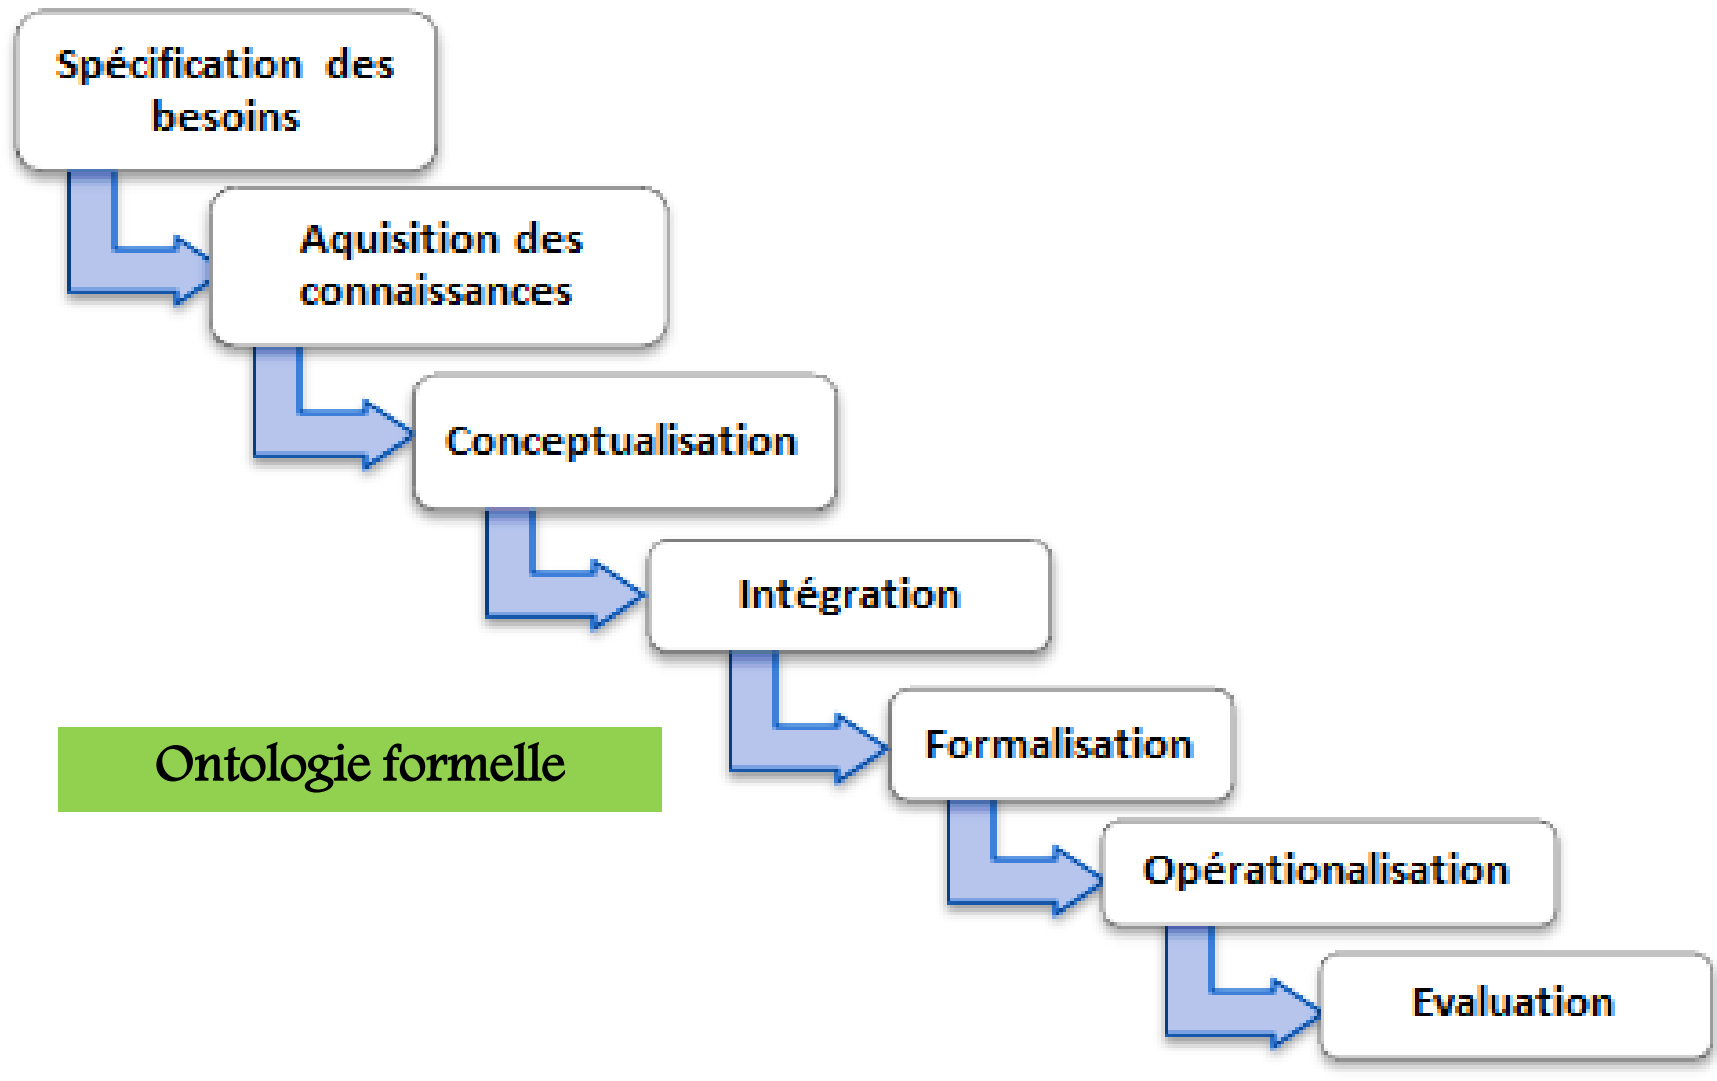 Spécification des
besoins
Aquisition des
connaissances
Conceptualisation
Intégration
Formalisation
Ontologie formelle
Opérationalisation
Evaluation